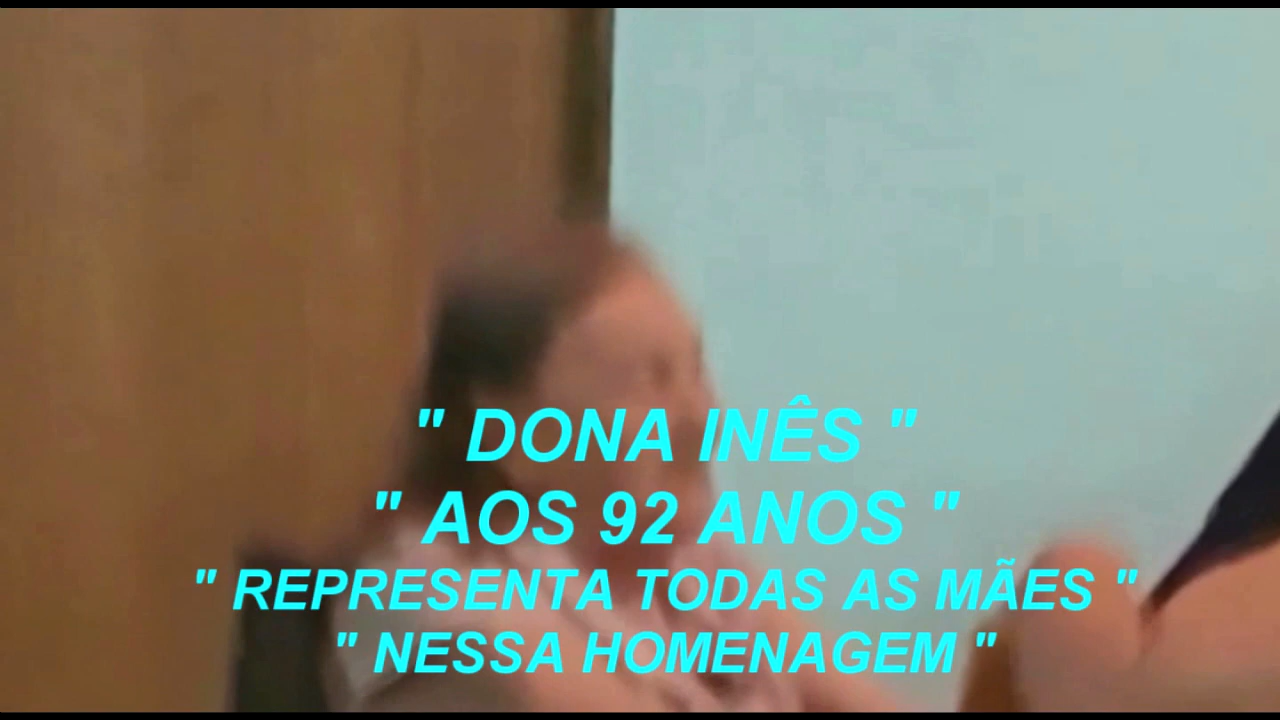 " DONA INÊS "
" AOS 92 ANOS "
" REPRESENTA TODAS AS MÃES "
" NESSA HOMENAGEM "